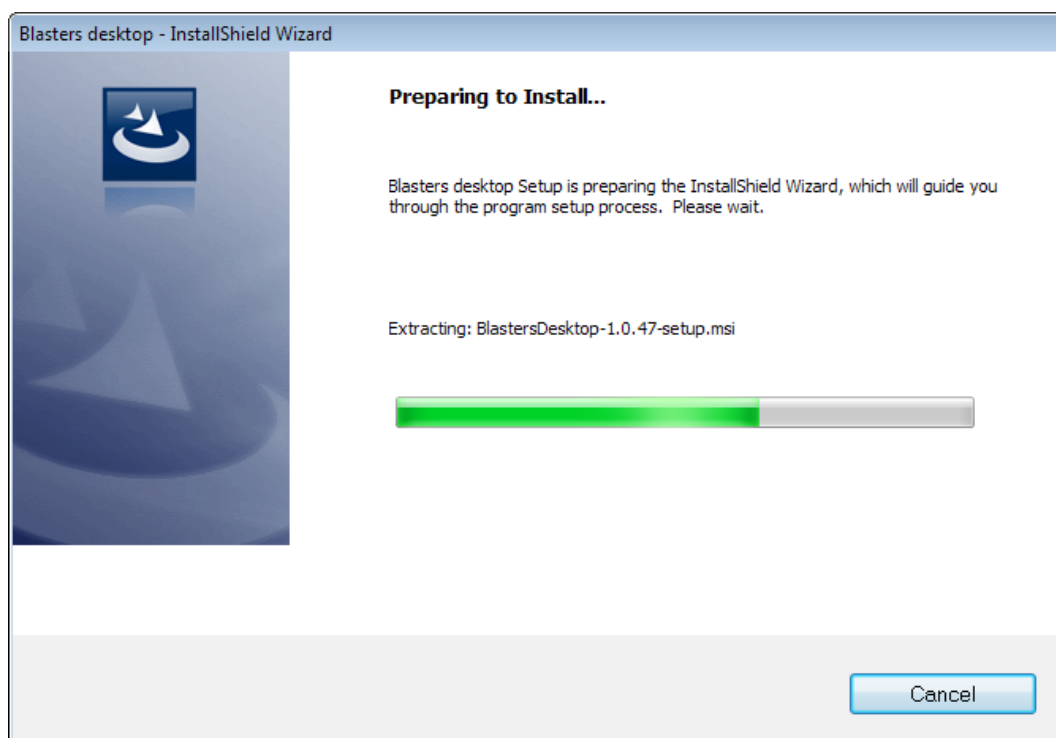 Blasters desktop - InstallShield Wizard
Preparing to Install...
Blasters desktop Setup is preparing the InstallShield Wizard, which will guide you
through the program setup process.  Please wait.
Extracting: BlastersDesktop-1.0.47-setup.msi
Cancel